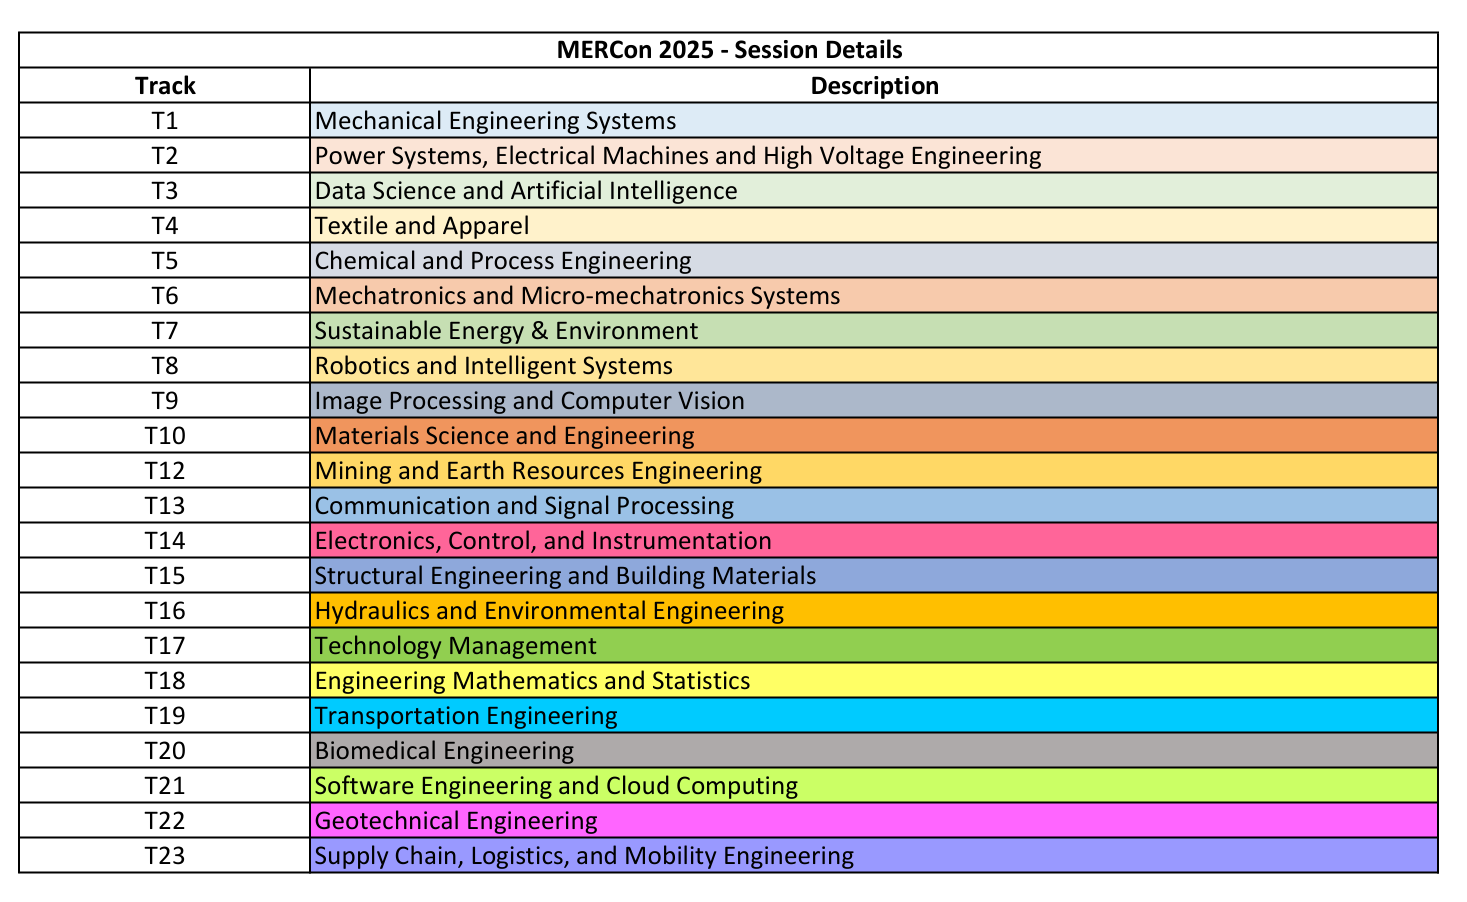 MERCon 2025 - Session Details
Track Description
T1 Mechanical Engineering Systems
T2 Power Systems, Electrical Machines and High Voltage Engineering
T3 Data Science and Artificial Intelligence
T4 Textile and Apparel
T5 Chemical and Process Engineering
T6 Mechatronics and Micro-mechatronics Systems
T7 Sustainable Energy & Environment
T8 Robotics and Intelligent Systems
T9 Image Processing and Computer Vision
T10 Materials Science and Engineering
T12 Mining and Earth Resources Engineering
T13 Communication and Signal Processing
T14 Electronics, Control, and Instrumentation
T15 Structural Engineering and Building Materials
T16 Hydraulics and Environmental Engineering
T17 Technology Management
T18 Engineering Mathematics and Statistics
T19 Transportation Engineering
T20 Biomedical Engineering
T21 Software Engineering and Cloud Computing
T22 Geotechnical Engineering
T23 Supply Chain, Logistics, and Mobility Engineering